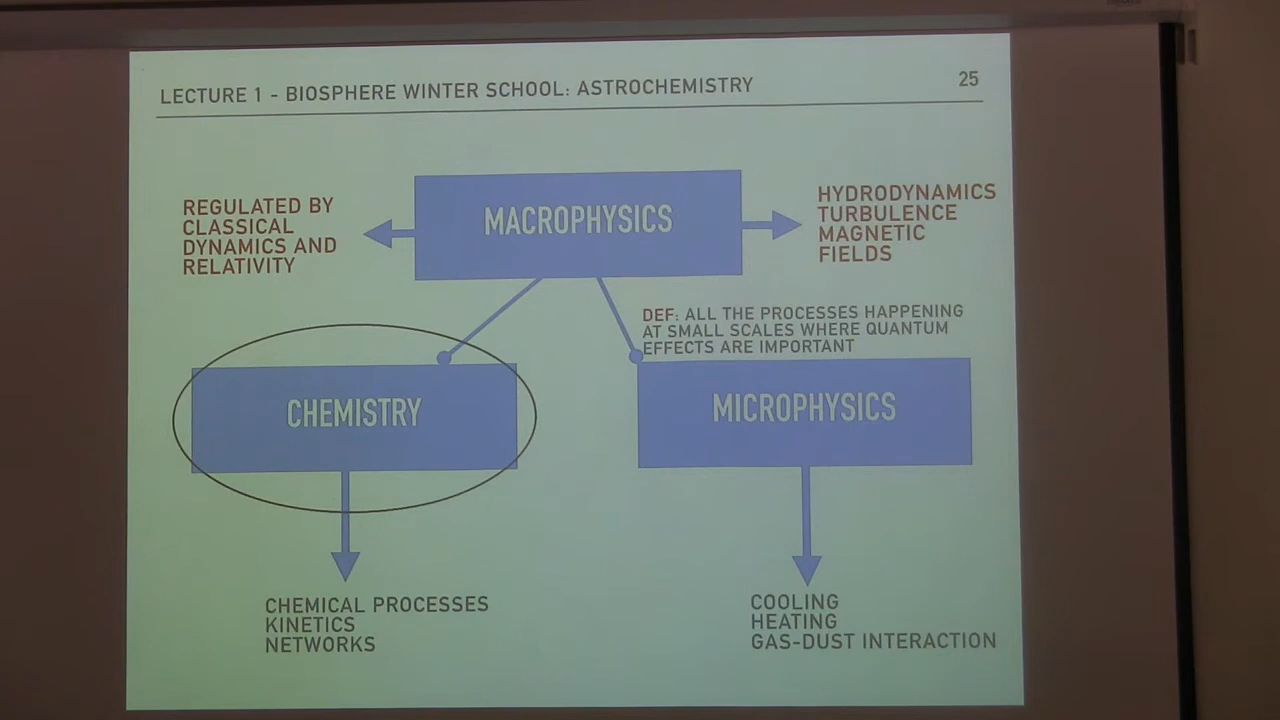 LECTURE 1 - BIOSPHERE WINTER SCHOOL: ASTROCHEMISTRY
25
MACROPHYSICS
REGULATED BY
CLASSICAL
DYNAMICS AND
RELATIVITY
HYDRODYNAMICS
TURBULENCE
MAGNETIC
FIELDS
DEF: ALL THE PROCESSES HAPPENING
AT SMALL SCALES WHERE QUANTUM
EFFECTS ARE IMPORTANT
CHEMISTRY
MICROPHYSICS
CHEMICAL PROCESSES
KINETICS
NETWORKS
COOLING
HEATING
GAS-DUST INTERACTION